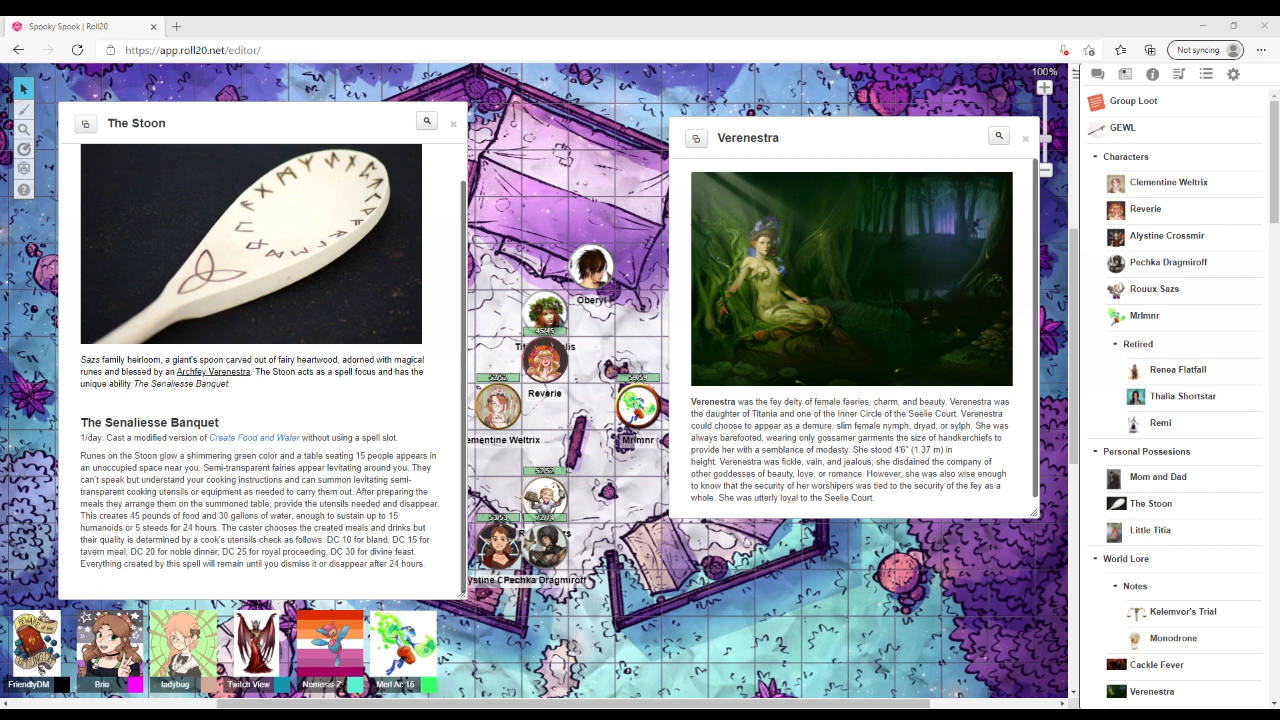 Spooky Spook | Roll20
https://app.roll20.net/editor/
Not syncing
100%
The Stoon
Sazs family heirloom, a giant's spoon carved out of fairy heartwood, adorned with magical
runes and blessed by an Archfey Verenestra. The Stoon acts as a spell focus and has the
unique ability The Senaliesse Banquet.
The Senaliesse Banquet
1/day: Cast a modified version of Create Food and Water without using a spell slot.
Runes on the Stoon glow a shimmering green color and a table seating 15 people appears in
an unoccupied space near you. Semi-transparent fairies appear levitating around you. They
can't speak but understand your cooking instructions and can summon levitating semi-
transparent cooking utensils or equipment as needed to carry them out. After preparing the
meals they arrange them on the summoned table, provide the utensils needed and disappear.
This creates 45 pounds of food and 30 gallons of water, enough to sustain up to 15
humanoids or 5 steeds for 24 hours. The caster chooses the created meals and drinks but
their quality is determined by a cook's utensils check as follows: DC 10 for bland, DC 15 for
tavern meal, DC 20 for noble dinner, DC 25 for royal proceeding, DC 30 for divine feast.
Everything created by this spell will remain until you dismiss it or disappear after 24 hours.
Oberyl
45/45
Reverie
52/52
59/59
ementine Weltrix
Mrlmnr
52/52
53/53
72/73
ystine C
Pechka Dragmiroff
Verenestra
Verenestra was the fey deity of female faeries, charm, and beauty. Verenestra was
the daughter of Titania and one of the Inner Circle of the Seelie Court. Verenestra
could choose to appear as a demure, slim female nymph, dryad, or sylph. She was
always barefooted, wearing only gossamer garments the size of handkerchiefs to
provide her with a semblance of modesty. She stood 4'6" (1.37 m) in
height. Verenestra was fickle, vain, and jealous; she disdained the company of
other goddesses of beauty, love, or romance. However, she was also wise enough
to know that the security of her worshipers was tied to the security of the fey as a
whole. She was utterly loyal to the Seelie Court.
FriendlyDM
Brio
ladybug
Twitch View
Nemesis-Z
Merl Ac 16
Group Loot
GEWL
Characters
Clementine Weltrix
Reverie
Alystine Crossmir
Pechka Dragmiroff
Rouux Sazs
Mrlmnr
Retired
Renea Flatfall
Thalia Shortstar
Remi
Personal Possesions
Mom and Dad
The Stoon
Little Titia
World Lore
Notes
Kelemvor's Trial
Monodrone
Cackle Fever
Verenestra